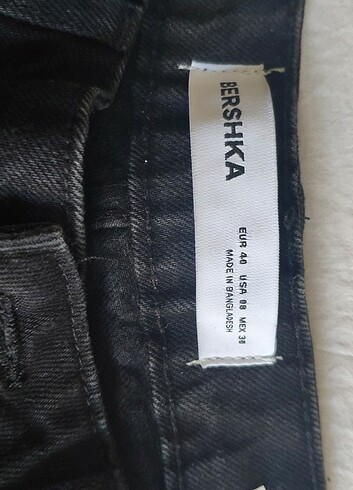 BERSHKA
EUR 40 USA 08 MEX 30
MADE IN BANGLADESH